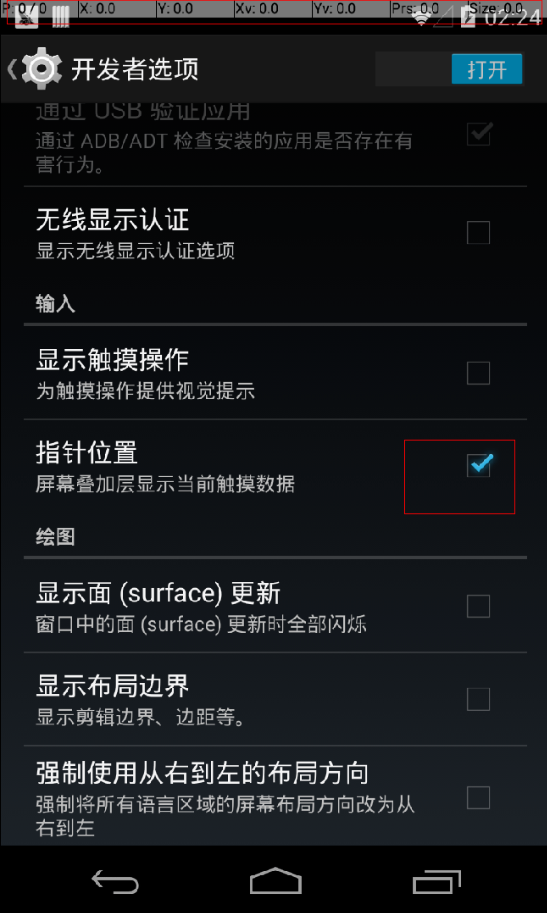 P: 0 / 0 X: 0.0 Y: 0.0 Xv: 0.0 Yv: 0.0 Prs: 0.0 Size: 0.0
02:24
开发者选项 打开
通过 USB 验证应用
通过 ADB/ADT 检查安装的应用是否存在有
害行为。
无线显示认证
显示无线显示认证选项
输入
显示触摸操作
为触摸操作提供视觉提示
指针位置
屏幕叠加层显示当前触摸数据
绘图
显示面 (surface) 更新
窗口中的面 (surface) 更新时全部闪烁
显示布局边界
显示剪辑边界、边距等。
强制使用从右到左的布局方向
强制将所有语言区域的屏幕布局方向改为从
右到左